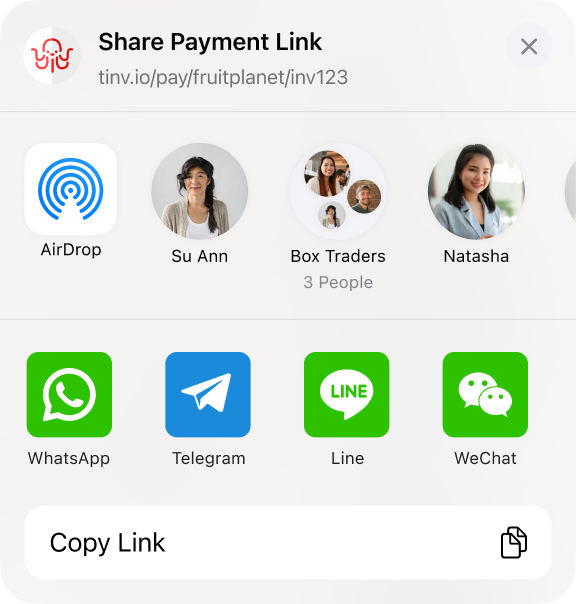 Share Payment Link
tinv.io/pay/fruitplanet/inv123
AirDrop
Su Ann
Box Traders
3 People
Natasha
LINE
WhatsApp
Telegram
Line
WeChat
Copy Link